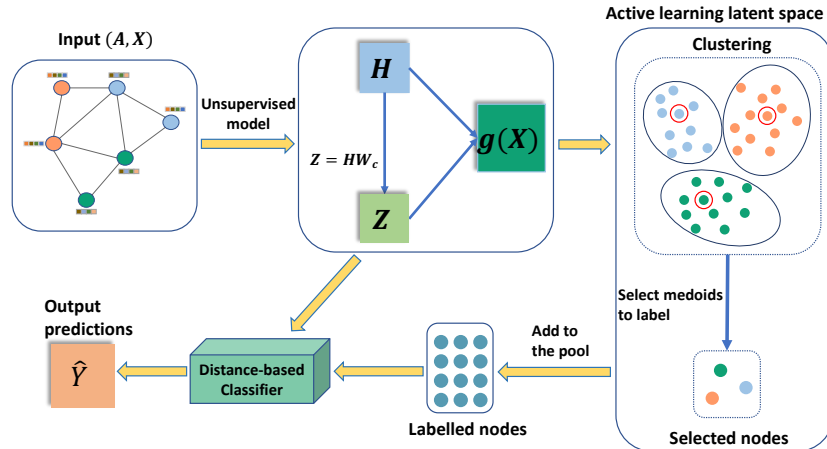 Input (A, X)
Unsupervised
model
H
Z = HW_c
g(X)
Z
Active learning latent space
Clustering
Select medoids
to label
Selected nodes
Add to
the pool
Labelled nodes
Distance-based
Classifier
Output
predictions
Ŷ